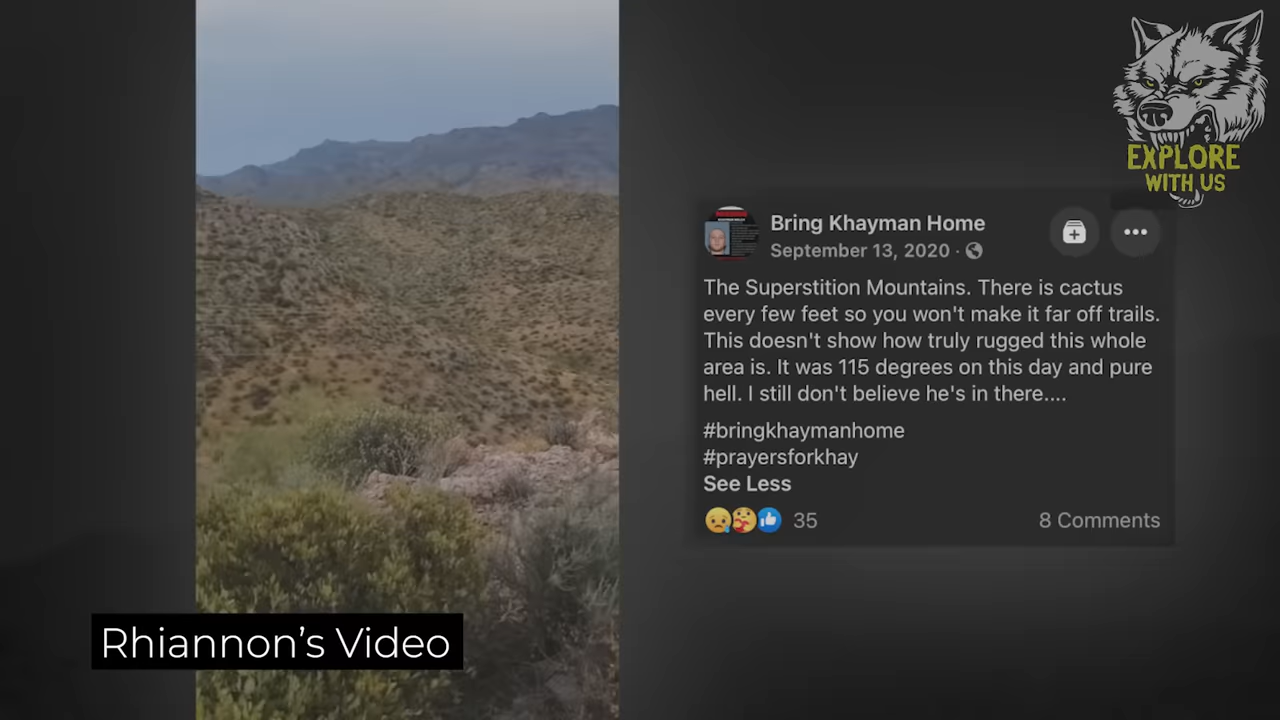 EXPLORE
WITH US
Bring Khayman Home
September 13, 2020 ·
The Superstition Mountains. There is cactus
every few feet so you won't make it far off trails.
This doesn't show how truly rugged this whole
area is. It was 115 degrees on this day and pure
hell. I still don't believe he's in there....
#bringkhaymanhome
#prayersforkhay
See Less
35
8 Comments
Rhiannon's Video